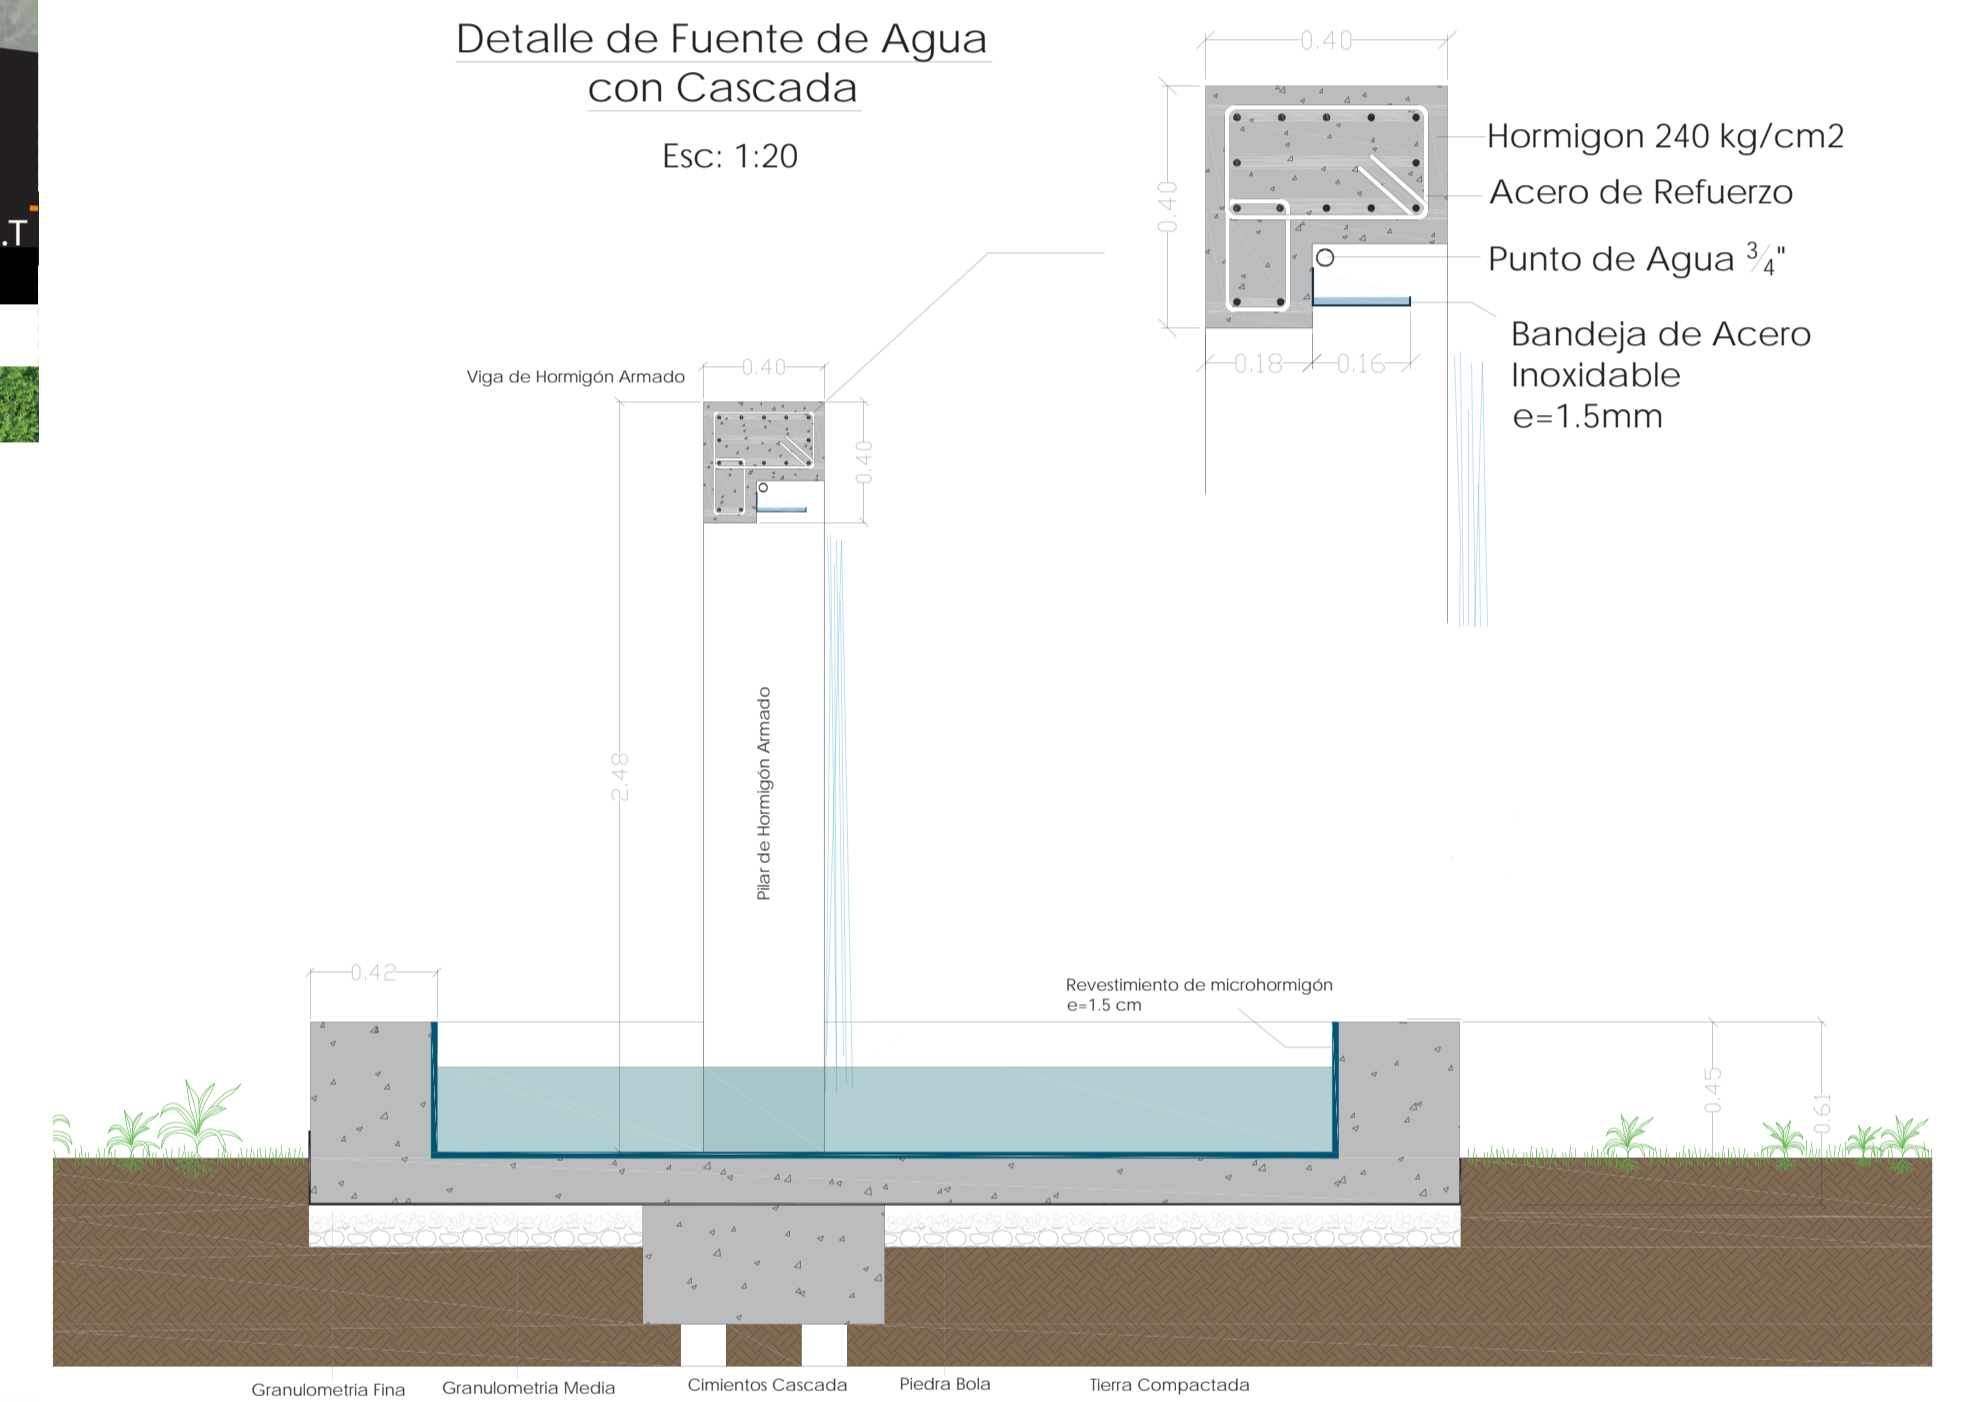 Detalle de Fuente de Agua
con Cascada
Esc: 1:20
.T
0.40
0.40
Hormigon 240 kg/cm2
Acero de Refuerzo
Punto de Agua 3/4"
Bandeja de Acero
Inoxidable
e=1.5mm
0.18
0.16
Viga de Hormigón Armado
0.40
0.40
2.48
Pilar de Hormigón Armado
0.42
Revestimiento de microhormigón
e=1.5 cm
0.45
0.61
Granulometria Fina
Granulometria Media
Cimientos Cascada
Piedra Bola
Tierra Compactada